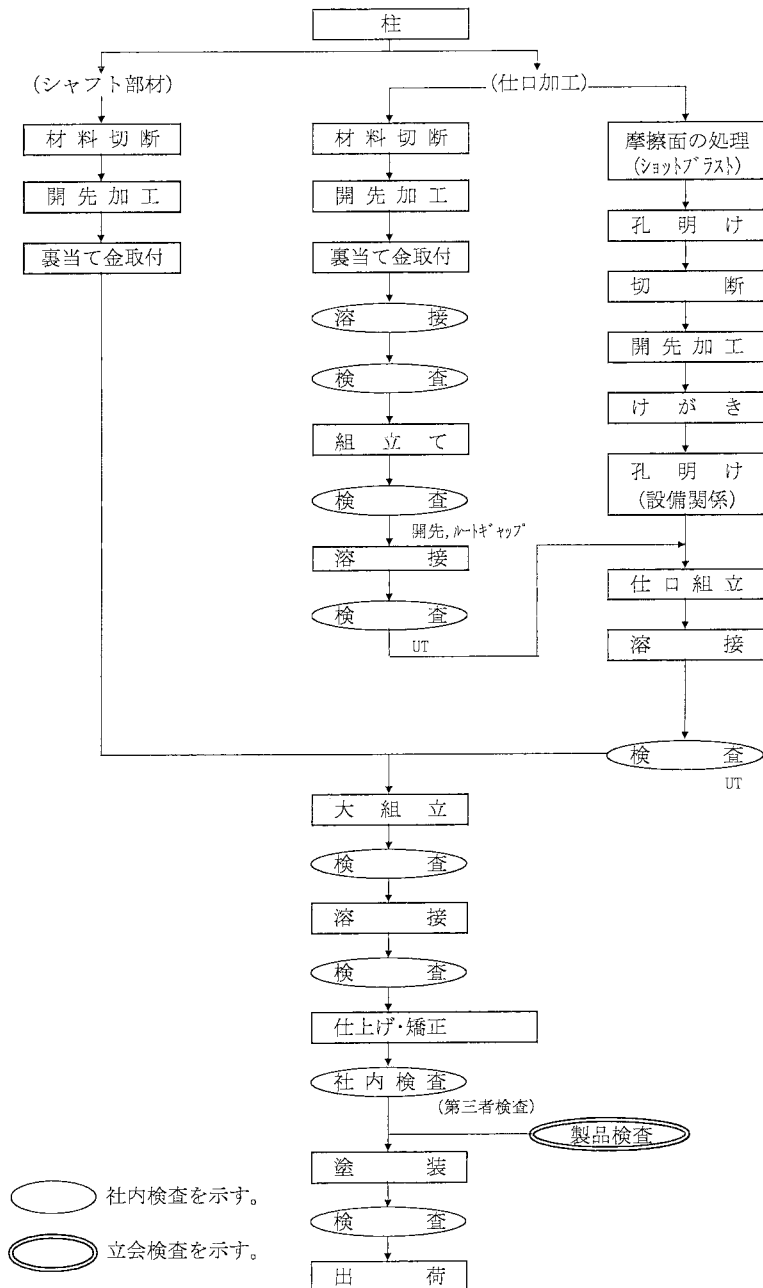 柱
(シャフト部材)
材料切断
開先加工
裏当て金取付
(仕口加工)
材料切断
開先加工
裏当て金取付
溶接
検査
組立て
検査
開先,ルートギャップ
溶接
検査
UT
摩擦面の処理
(ショットブラスト)
孔明け
切断
開先加工
けがき
孔明け
(設備関係)
仕口組立
溶接
検査
UT
大組立
検査
溶接
検査
仕上げ・矯正
社内検査
(第三者検査)
製品検査
塗装
検査
出荷
社内検査を示す。
立会検査を示す。